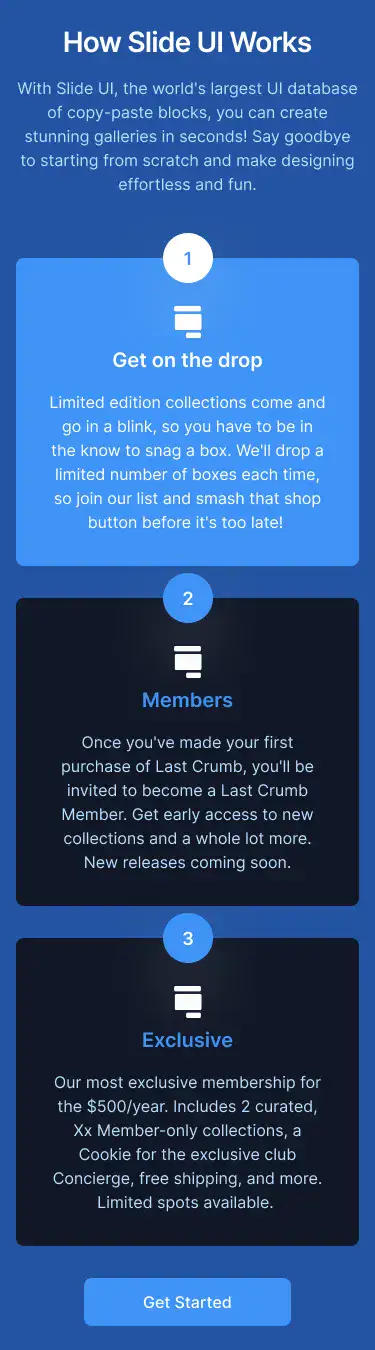 How Slide UI Works
With Slide UI, the world's largest UI database
of copy-paste blocks, you can create
stunning galleries in seconds! Say goodbye
to starting from scratch and make designing
effortless and fun.
1
Get on the drop
Limited edition collections come and
go in a blink, so you have to be in
the know to snag a box. We'll drop a
limited number of boxes each time,
so join our list and smash that shop
button before it's too late!
2
Members
Once you've made your first
purchase of Last Crumb, you'll be
invited to become a Last Crumb
Member. Get early access to new
collections and a whole lot more.
New releases coming soon.
3
Exclusive
Our most exclusive membership for
the $500/year. Includes 2 curated,
Xx Member-only collections, a
Cookie for the exclusive club
Concierge, free shipping, and more.
Limited spots available.
Get Started